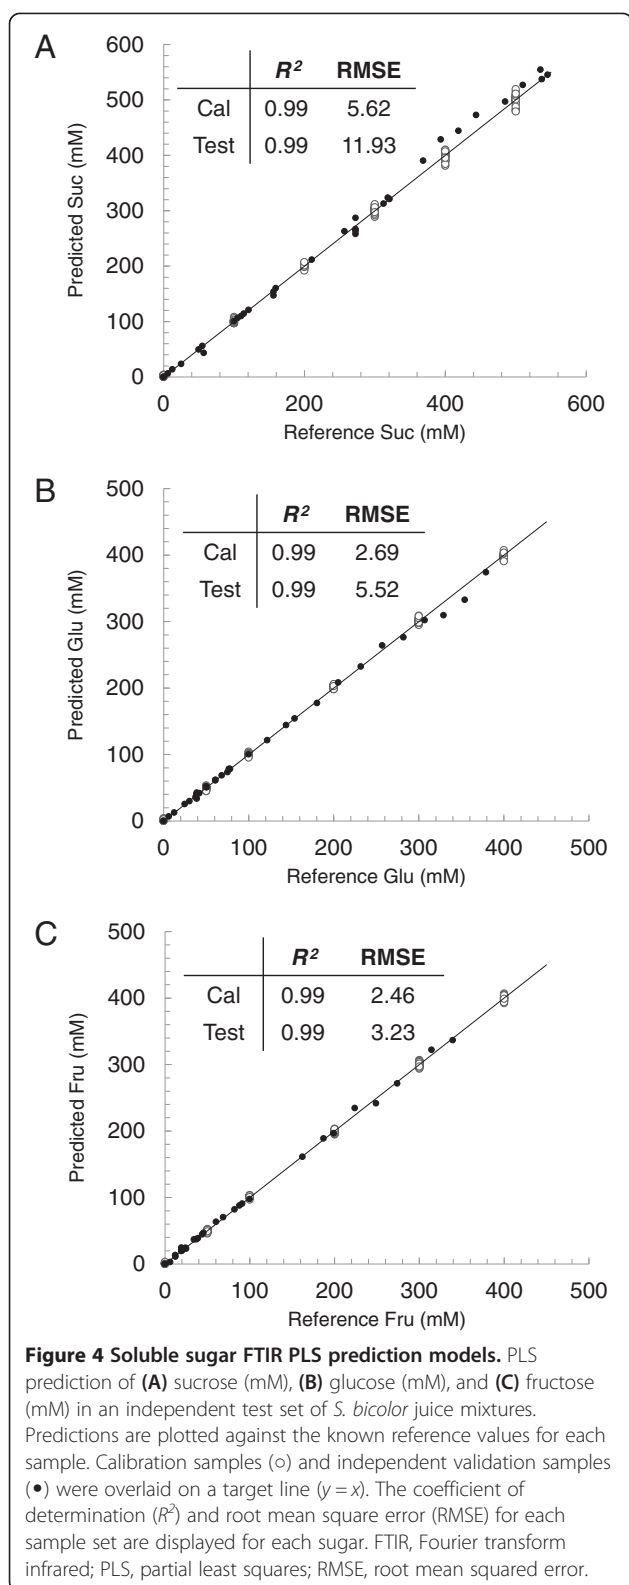 A
600
500
400
300
200
100
0
Predicted Suc (mM)
R² RMSE
Cal 0.99 5.62
Test 0.99 11.93
0 200 400 600
Reference Suc (mM)
B
500
400
300
200
100
0
Predicted Glu (mM)
R² RMSE
Cal 0.99 2.69
Test 0.99 5.52
0 100 200 300 400 500
Reference Glu (mM)
C
500
400
300
200
100
0
Predicted Fru (mM)
R² RMSE
Cal 0.99 2.46
Test 0.99 3.23
0 100 200 300 400 500
Reference Fru (mM)
Figure 4 Soluble sugar FTIR PLS prediction models. PLS
prediction of (A) sucrose (mM), (B) glucose (mM), and (C) fructose
(mM) in an independent test set of S. bicolor juice mixtures.
Predictions are plotted against the known reference values for each
sample. Calibration samples (○) and independent validation samples
(●) were overlaid on a target line (y = x). The coefficient of
determination (R²) and root mean square error (RMSE) for each
sample set are displayed for each sugar. FTIR, Fourier transform
infrared; PLS, partial least squares; RMSE, root mean squared error.